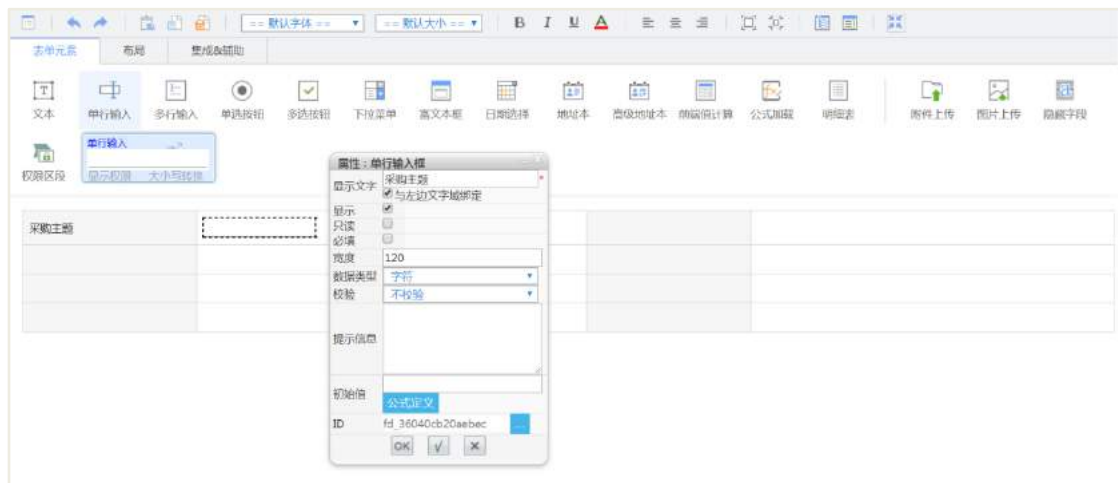 == 默认字体 == == 默认大小 == B I U A
表单元素 布局 集成&辅助
文本 单行输入 多行输入 单选按钮 多选按钮 下拉菜单 富文本框 日期选择 地址本 高级地址本 前端值计算 公式加载 明细表 附件上传 图片上传 隐藏字段
权限区段 单行输入
显示权限 大小写转换
属性：单行输入框
显示文字 采购主题 *
与左边文字域绑定
显示
只读
必填
宽度 120
数据类型 字符
校验 不校验
提示信息
初始值
公式定义
ID fd_36040cb20aebec ...
OK √ ×
采购主题